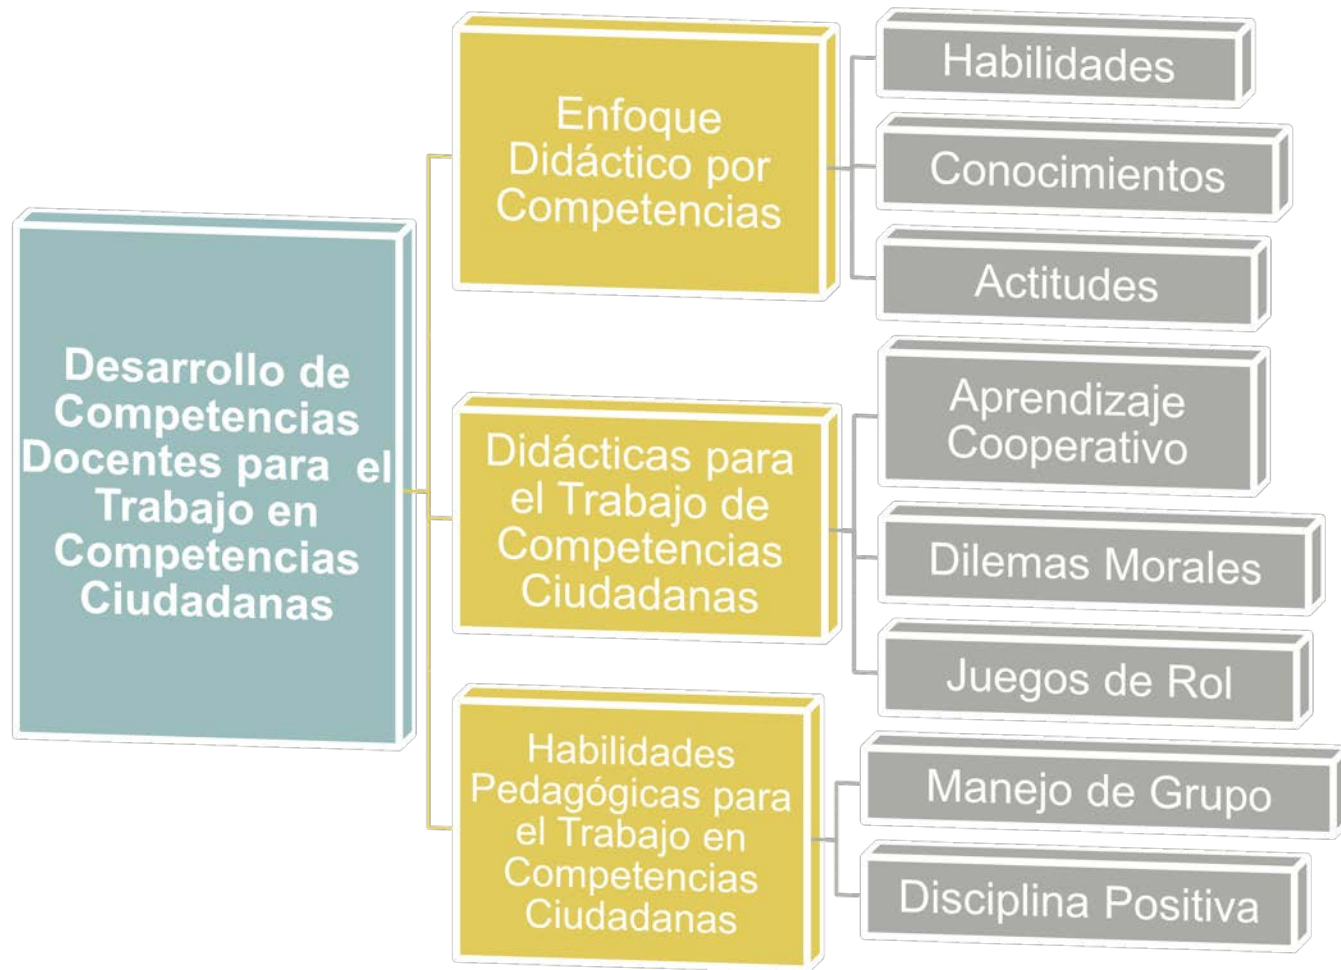 Desarrollo de
Competencias
Docentes para  el
Trabajo en
Competencias
Ciudadanas
Enfoque
Didáctico por
Competencias
Habilidades
Conocimientos
Actitudes
Didácticas para
el Trabajo de
Competencias
Ciudadanas
Aprendizaje
Cooperativo
Dilemas Morales
Juegos de Rol
Habilidades
Pedagógicas para
el Trabajo en
Competencias
Ciudadanas
Manejo de Grupo
Disciplina Positiva